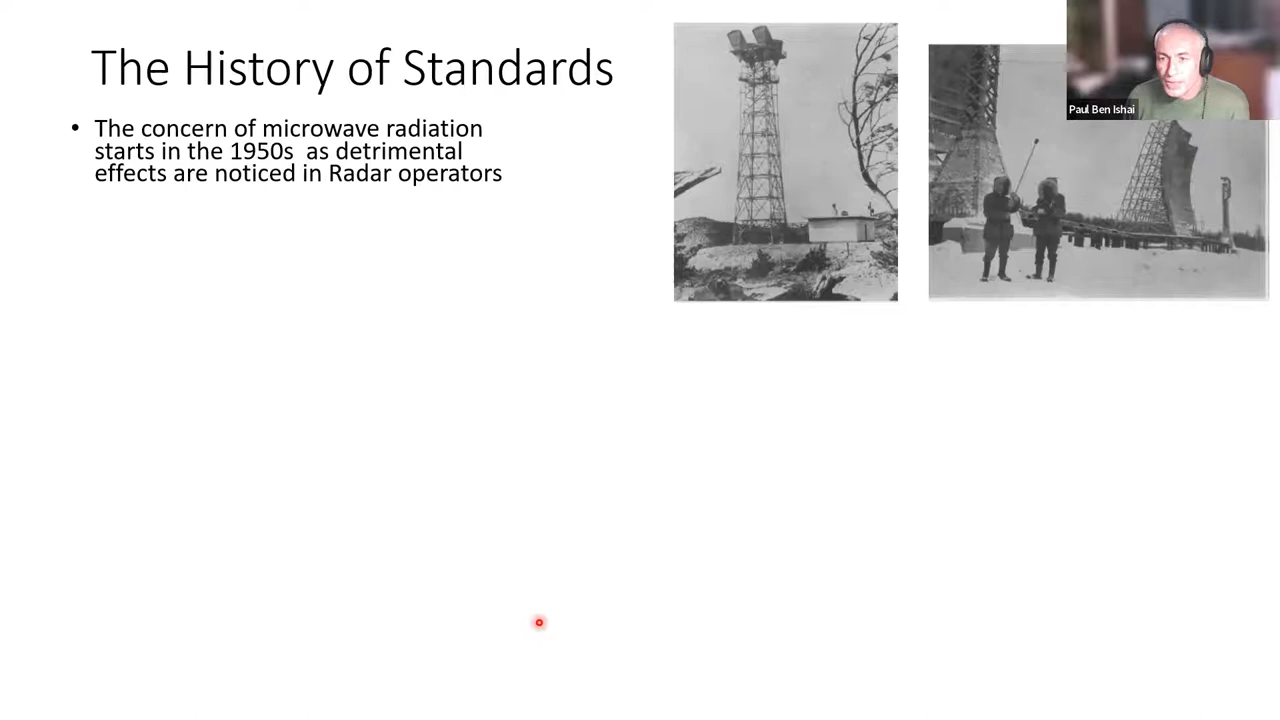 The History of Standards
• The concern of microwave radiation
starts in the 1950s  as detrimental
effects are noticed in Radar operators
Paul Ben Ishai